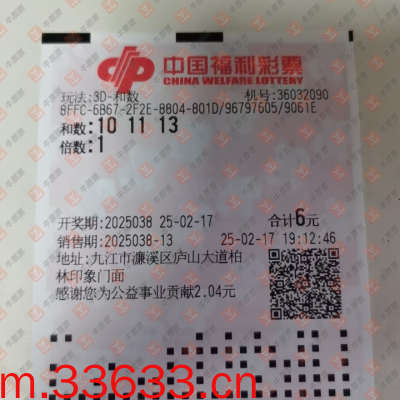 中国福利彩票
CHINA WELFARE LOTTERY
玩法:3D-和数 机号:36032090
8FFC-6B67-2F2E-8804-801D/96797605/9061E
和数:10 11 13
倍数:1
开奖期:2025038 25-02-17 合计6元
销售期:2025038-13 25-02-17 19:12:46
地址:九江市濂溪区庐山大道柏
林印象门面
感谢您为公益事业贡献2.04元
m.33633.cn